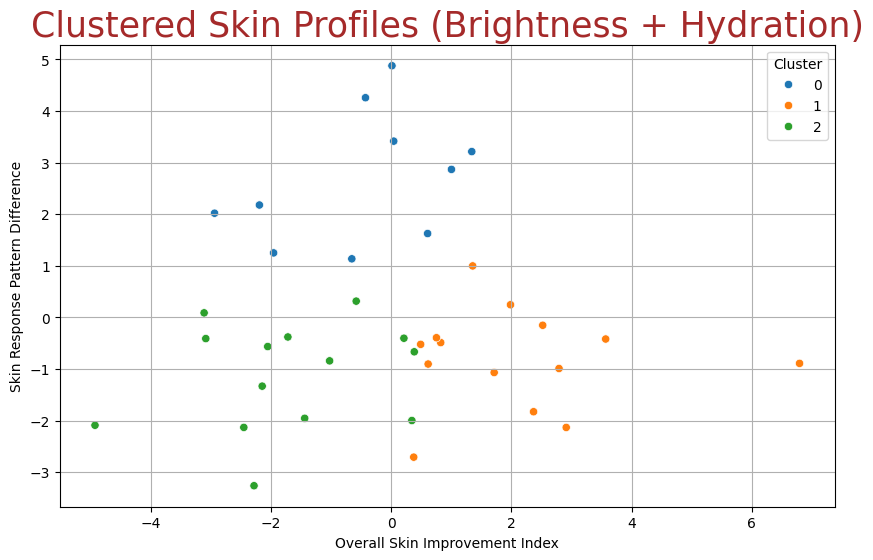 Clustered Skin Profiles (Brightness + Hydration)
Cluster
0
1
2
5
4
3
2
1
0
−1
−2
−3
Skin Response Pattern Difference
−4 −2 0 2 4 6
Overall Skin Improvement Index